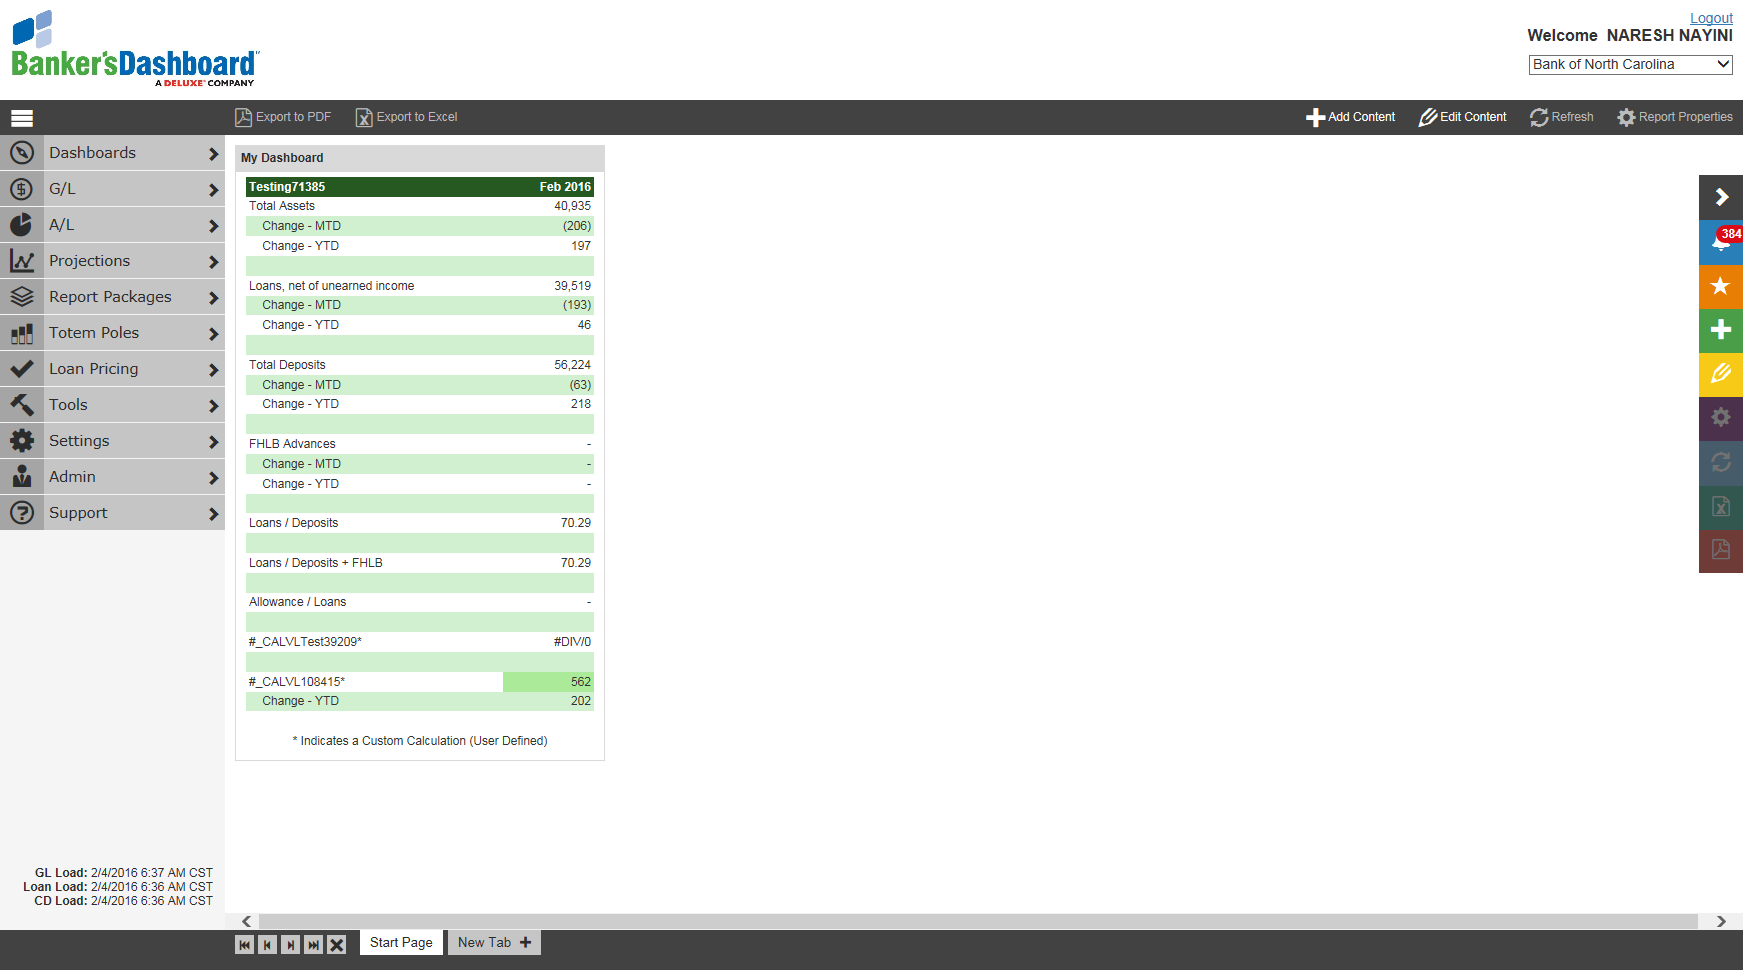 Banker'sDashboard
A DELUXE COMPANY
Logout
Welcome NARESH NAYINI
Bank of North Carolina
Export to PDF Export to Excel Add Content Edit Content Refresh Report Properties
Dashboards
G/L
A/L
Projections
Report Packages
Totem Poles
Loan Pricing
Tools
Settings
Admin
Support
My Dashboard
Testing71385 Feb 2016
Total Assets 40,935
Change - MTD (206)
Change - YTD 197
Loans, net of unearned income 39,519
Change - MTD (193)
Change - YTD 46
Total Deposits 56,224
Change - MTD (63)
Change - YTD 218
FHLB Advances -
Change - MTD -
Change - YTD -
Loans / Deposits 70.29
Loans / Deposits + FHLB 70.29
Allowance / Loans -
#_CALVLTest39209* #DIV/0
#_CALVL108415* 562
Change - YTD 202
* Indicates a Custom Calculation (User Defined)
384
GL Load: 2/4/2016 6:37 AM CST
Loan Load: 2/4/2016 6:36 AM CST
CD Load: 2/4/2016 6:36 AM CST
Start Page New Tab